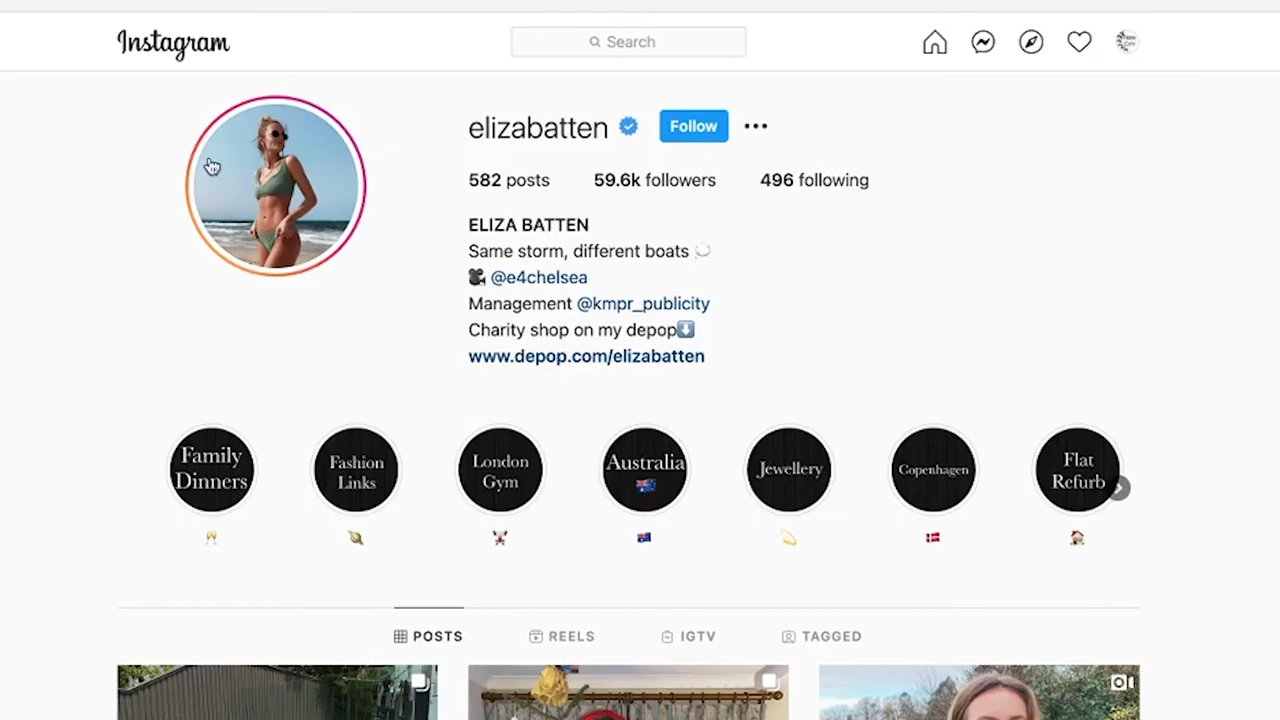 Instagram
Search
elizabatten
Follow
582 posts
59.6k followers
496 following
ELIZA BATTEN
Same storm, different boats
@e4chelsea
Management @kmpr_publicity
Charity shop on my depop
www.depop.com/elizabatten
Family
Dinners
Fashion
Links
London
Gym
Australia
Jewellery
Copenhagen
Flat
Refurb
POSTS
REELS
IGTV
TAGGED